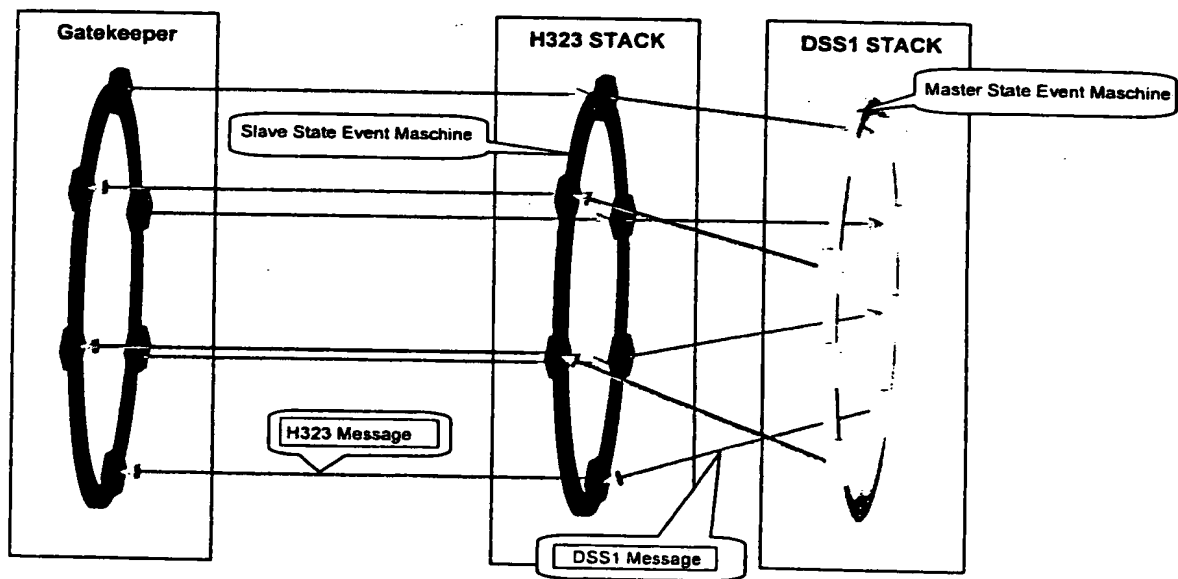 Gatekeeper
H323 STACK
DSS1 STACK
Master State Event Maschine
Slave State Event Maschine
H323 Message
DSS1 Message